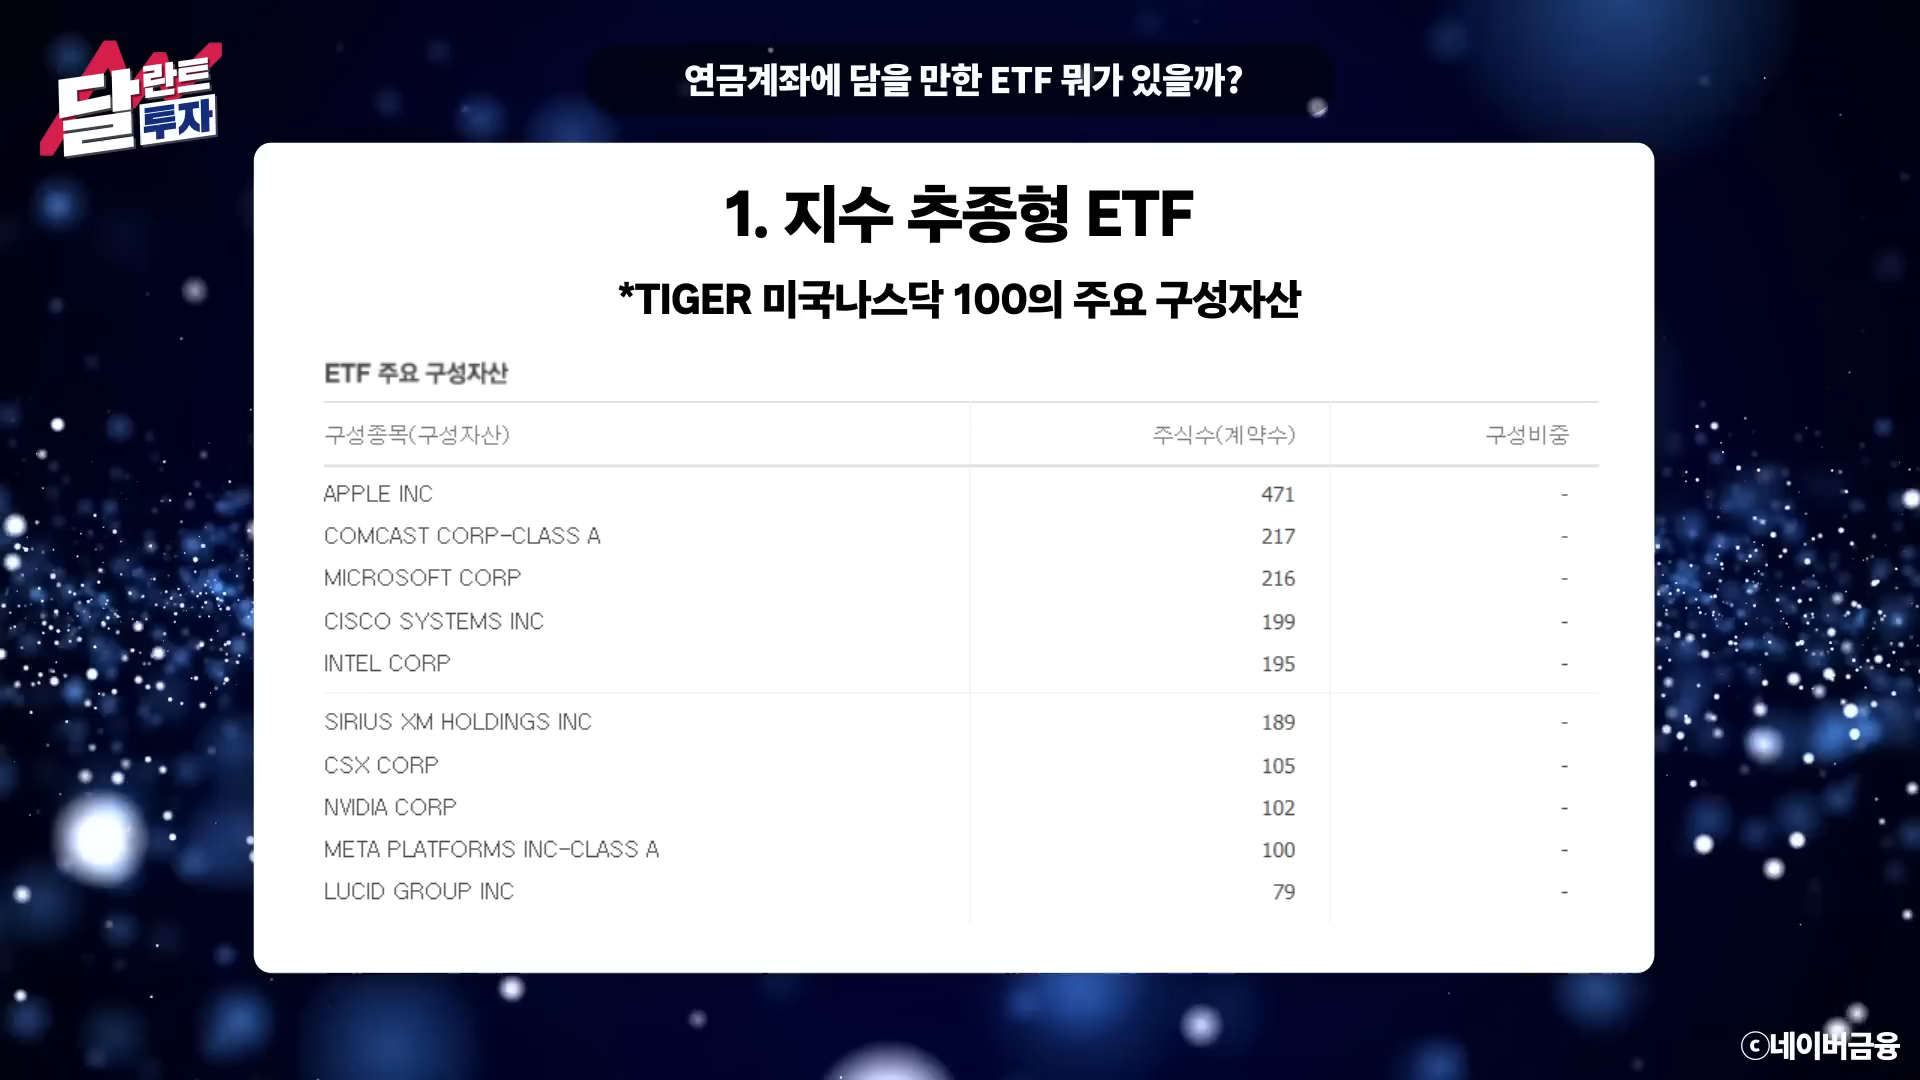 달란트
투자
연금계좌에 담을 만한 ETF 뭐가 있을까?
1. 지수 추종형 ETF
*TIGER 미국나스닥 100의 주요 구성자산
ETF 주요 구성자산
구성종목(구성자산) 주식수(계약수) 구성비중
APPLE INC 471 -
COMCAST CORP-CLASS A 217 -
MICROSOFT CORP 216 -
CISCO SYSTEMS INC 199 -
INTEL CORP 195 -
SIRIUS XM HOLDINGS INC 189 -
CSX CORP 105 -
NVIDIA CORP 102 -
META PLATFORMS INC-CLASS A 100 -
LUCID GROUP INC 79 -
ⓒ네이버금융